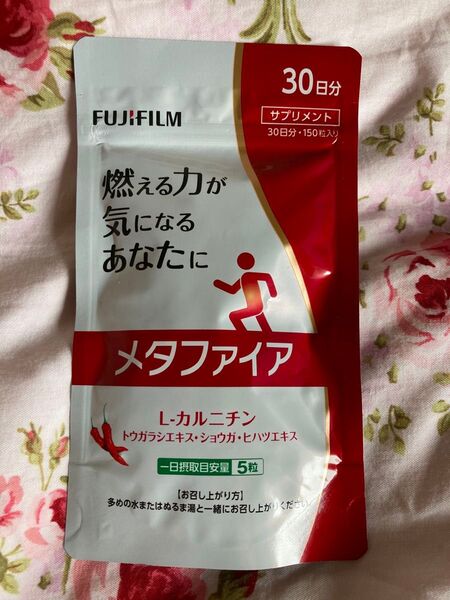 30日分
サプリメント
30日分・150粒入り
FUJIFILM
燃える力が
気になる
あなたに
メタファイア
L-カルニチン
トウガラシエキス・ショウガ・ヒハツエキス
一日摂取目安量 5粒
【お召し上がり方】
多めの水またはぬるま湯と一緒にお召し上がりください。